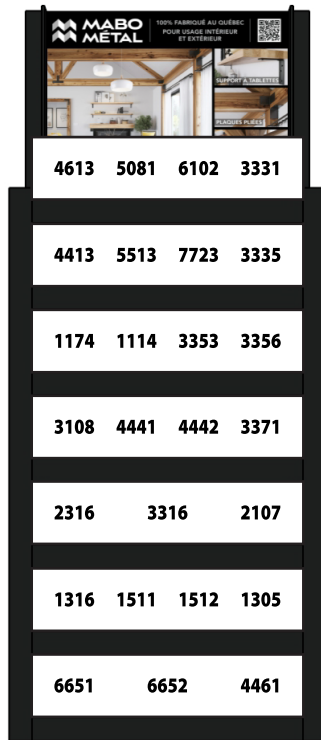 MABO
MÉTAL
100% FABRIQUÉ AU QUÉBEC
POUR USAGE INTÉRIEUR
ET EXTÉRIEUR
SUPPORT À TABLETTES
PLAQUES PLIÉES
4613 5081 6102 3331
4413 5513 7723 3335
1174 1114 3353 3356
3108 4441 4442 3371
2316 3316 2107
1316 1511 1512 1305
6651 6652 4461